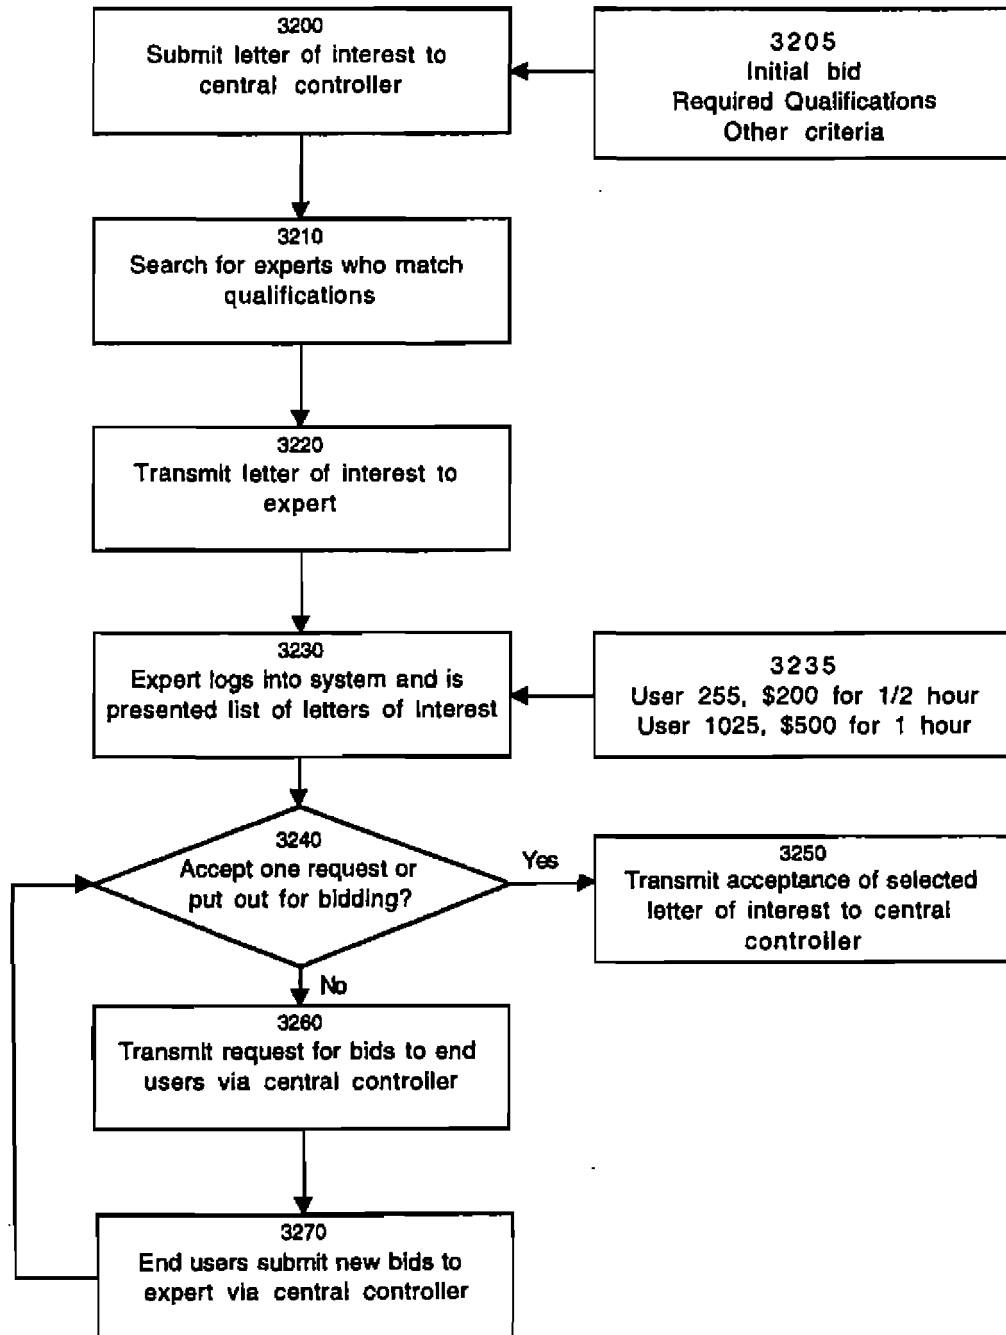 3200
Submit letter of interest to
central controller
3205
Initial bid
Required Qualifications
Other criteria
3210
Search for experts who match
qualifications
3220
Transmit letter of interest to
expert
3230
Expert logs into system and is
presented list of letters of interest
3235
User 255, $200 for 1/2 hour
User 1025, $500 for 1 hour
3240
Accept one request or
put out for bidding?
Yes
3250
Transmit acceptance of selected
letter of interest to central
controller
No
3260
Transmit request for bids to end
users via central controller
3270
End users submit new bids to
expert via central controller